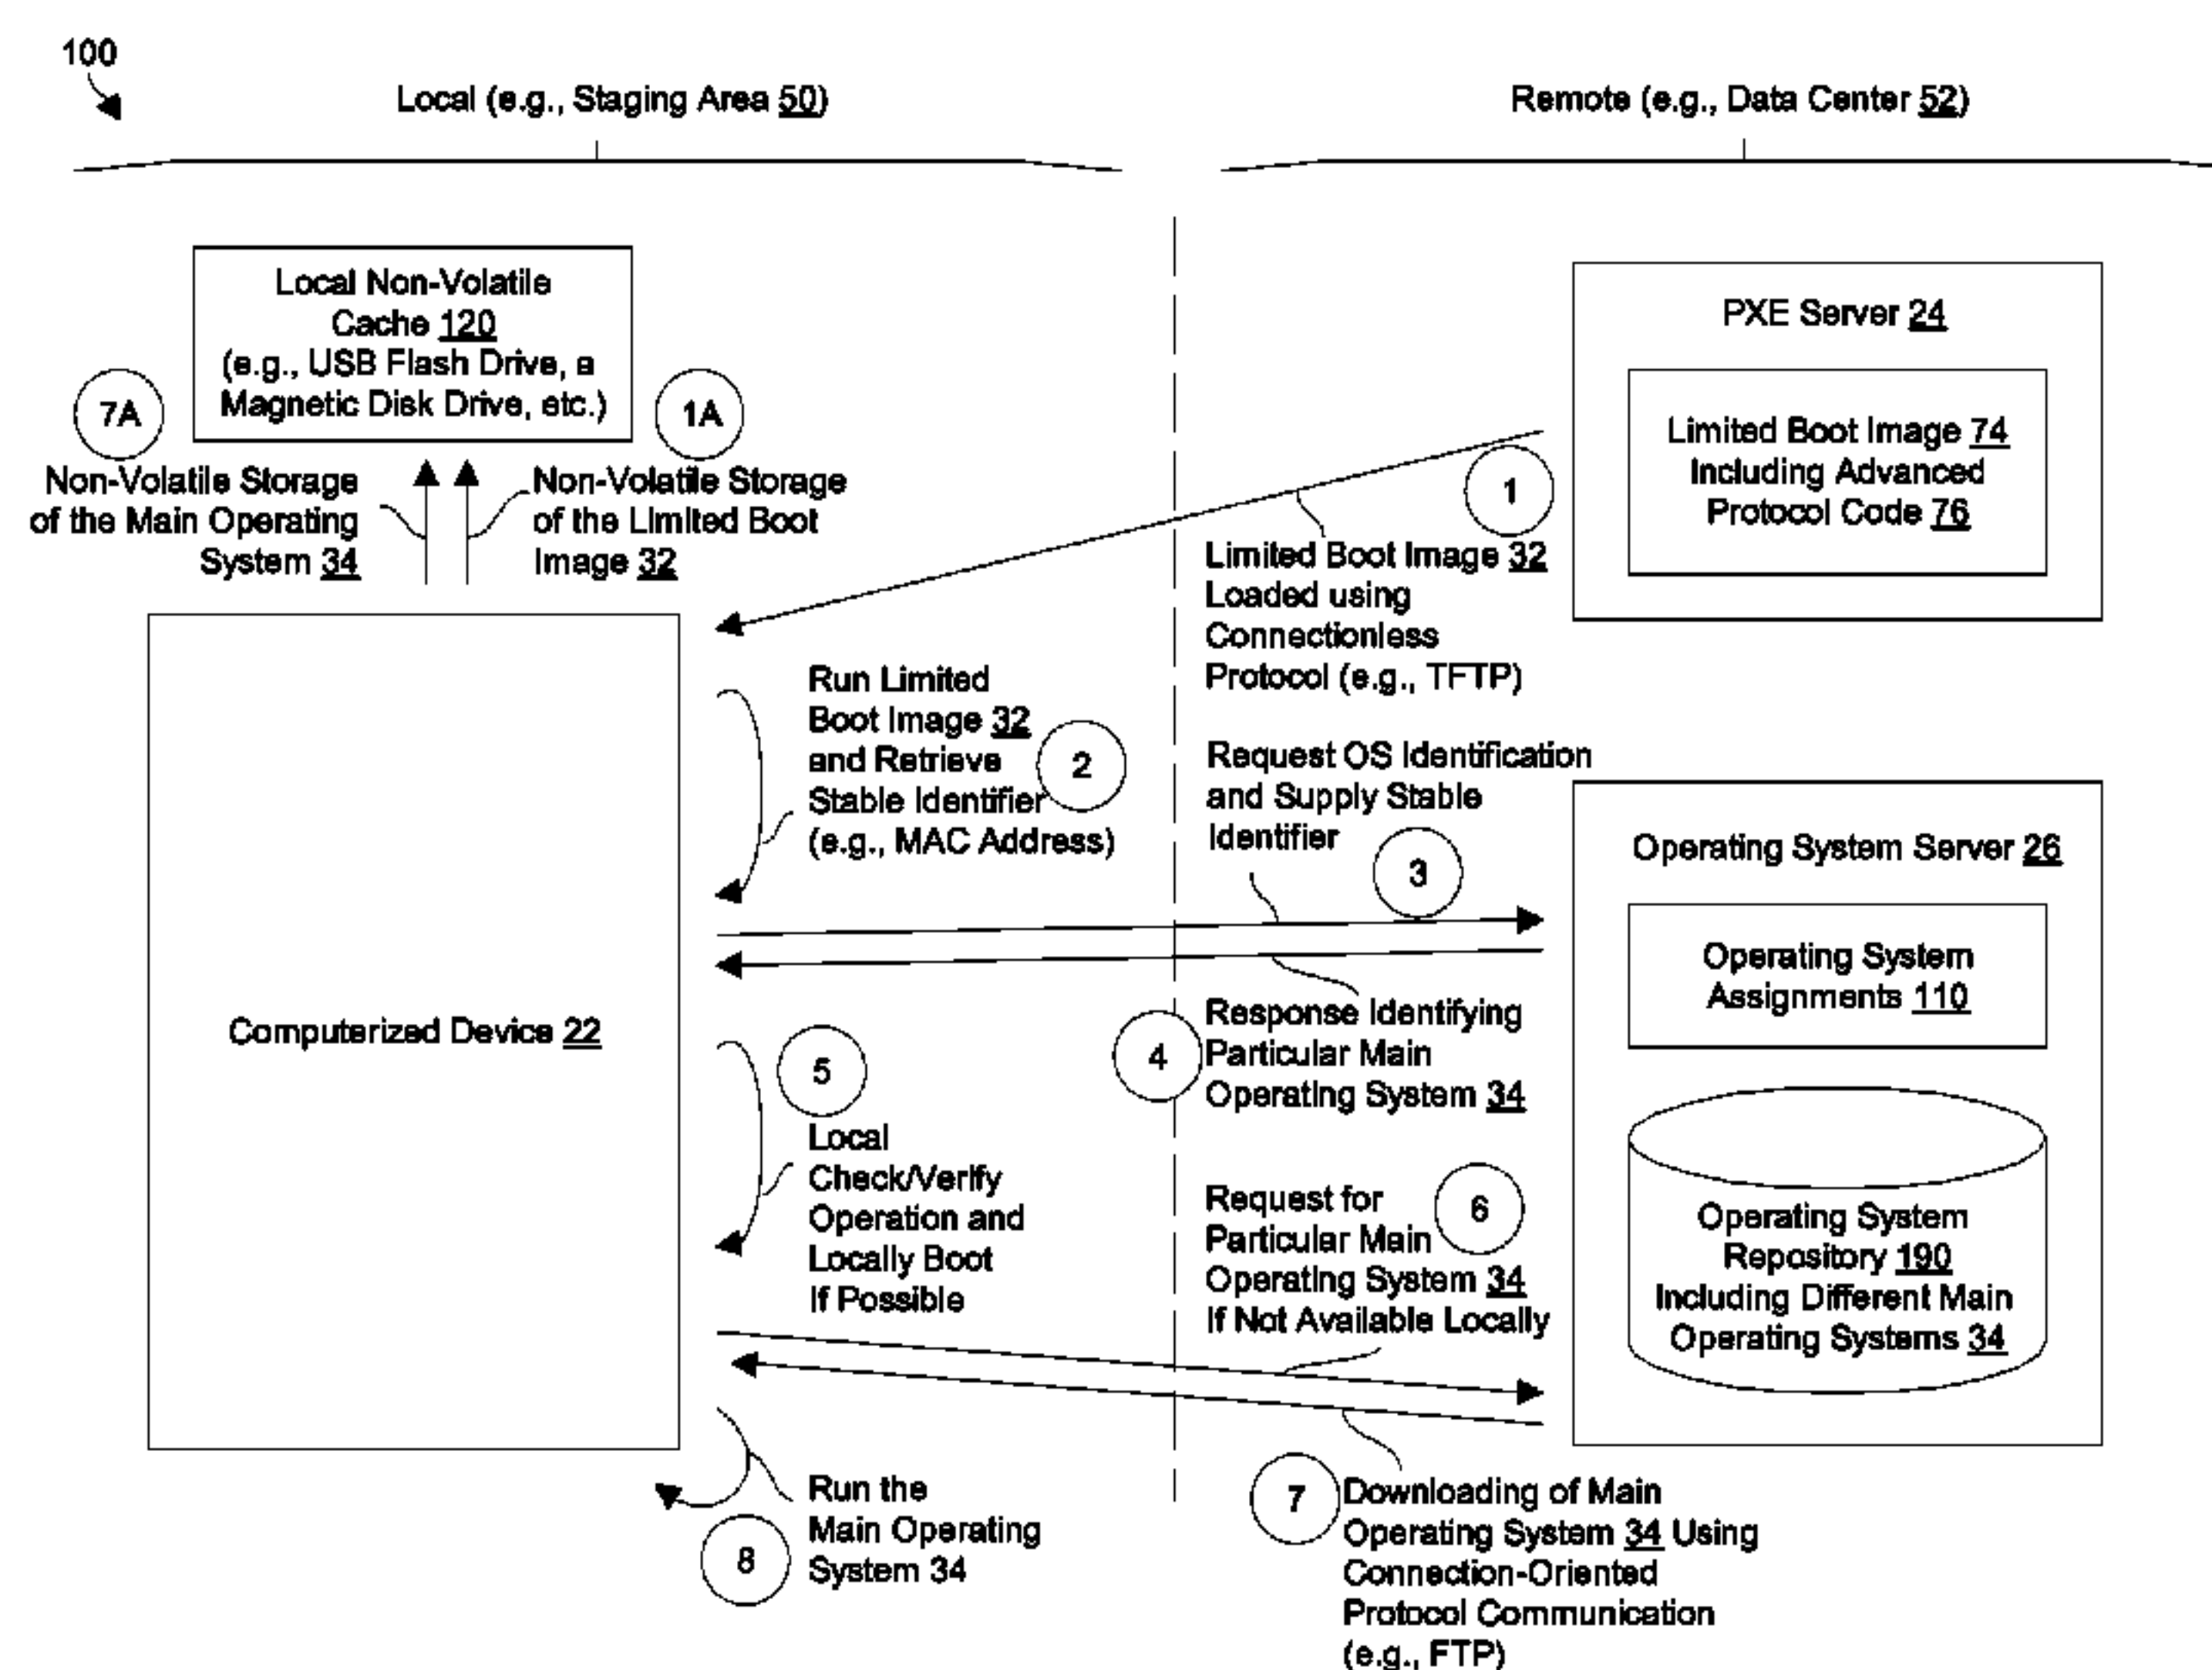 100
Local (e.g., Staging Area 50)
Remote (e.g., Data Center 52)
Local Non-Volatile
Cache 120
(e.g., USB Flash Drive, a
Magnetic Disk Drive, etc.)
7A
1A
Non-Volatile Storage
of the Main Operating
System 34
Non-Volatile Storage
of the Limited Boot
Image 32
PXE Server 24
Limited Boot Image 74
Including Advanced
Protocol Code 76
1
Limited Boot Image 32
Loaded using
Connectionless
Protocol (e.g., TFTP)
Computerized Device 22
Run Limited
Boot Image 32
and Retrieve
Stable Identifier
(e.g., MAC Address)
2
Request OS Identification
and Supply Stable
Identifier
3
Operating System Server 26
Operating System
Assignments 110
4
Response Identifying
Particular Main
Operating System 34
5
Local
Check/Verify
Operation and
Locally Boot
If Possible
Request for
Particular Main
Operating System 34
If Not Available Locally
6
Operating System
Repository 190
Including Different Main
Operating Systems 34
7
Downloading of Main
Operating System 34 Using
Connection-Oriented
Protocol Communication
(e.g., FTP)
8
Run the
Main Operating
System 34